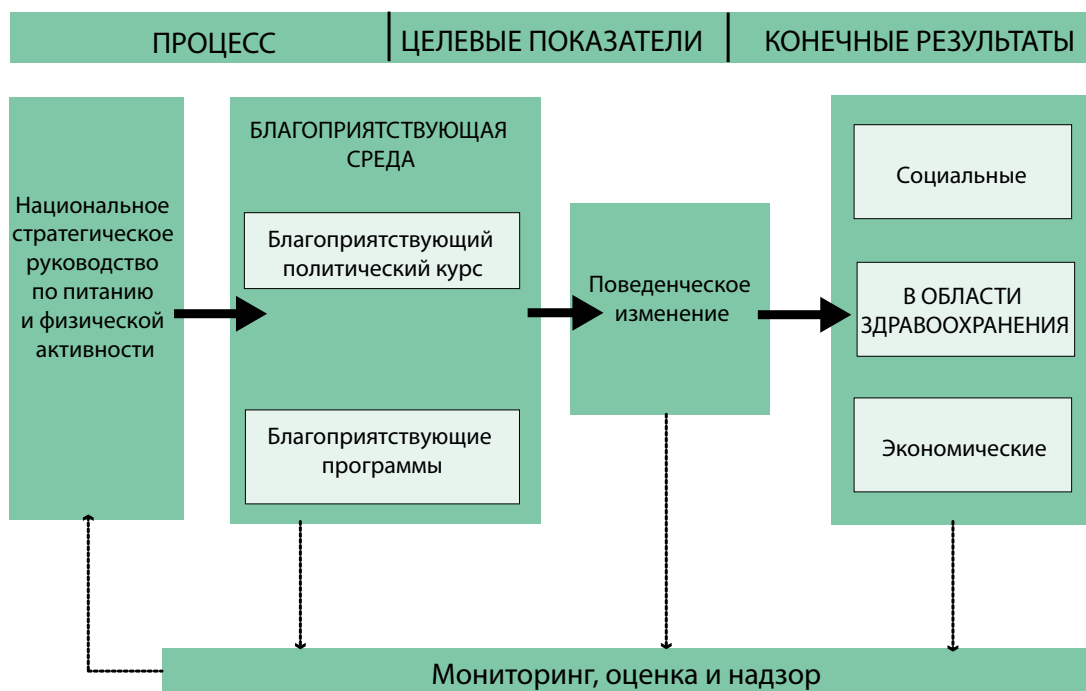 ПРОЦЕСС
ЦЕЛЕВЫЕ ПОКАЗАТЕЛИ
КОНЕЧНЫЕ РЕЗУЛЬТАТЫ
Национальное
стратегическое
руководство
по питанию
и физической
активности
БЛАГОПРИЯТСТВУЮЩАЯ
СРЕДА
Благоприятствующий
политический курс
Благоприятствующие
программы
Поведенческое
изменение
Социальные
В ОБЛАСТИ
ЗДРАВООХРАНЕНИЯ
Экономические
Мониторинг, оценка и надзор